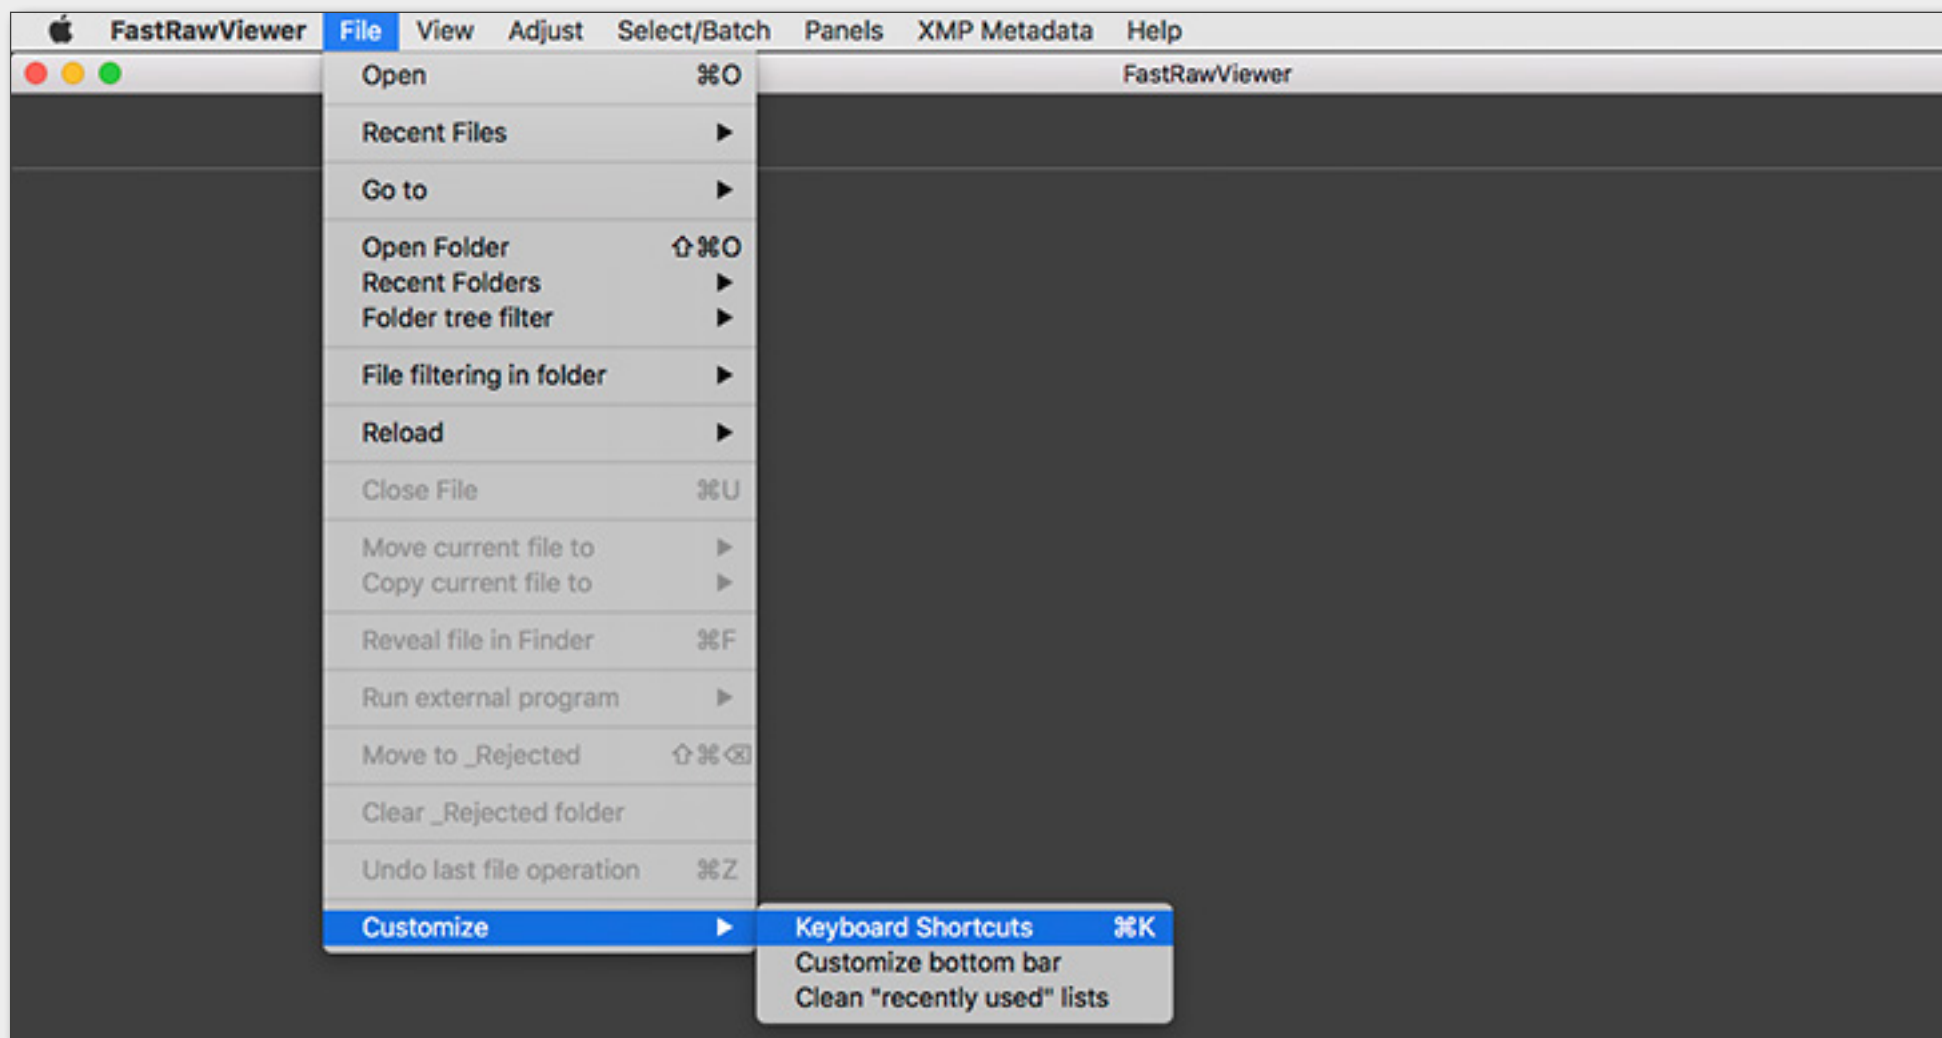 FastRawViewer File View Adjust Select/Batch Panels XMP Metadata Help
FastRawViewer
Open ⌘O
Recent Files ▶
Go to ▶
Open Folder ⇧⌘O
Recent Folders ▶
Folder tree filter ▶
File filtering in folder ▶
Reload ▶
Close File ⌘U
Move current file to ▶
Copy current file to ▶
Reveal file in Finder ⌘F
Run external program ▶
Move to _Rejected ⇧⌘⌫
Clear _Rejected folder
Undo last file operation ⌘Z
Customize ▶
Keyboard Shortcuts ⌘K
Customize bottom bar
Clean "recently used" lists